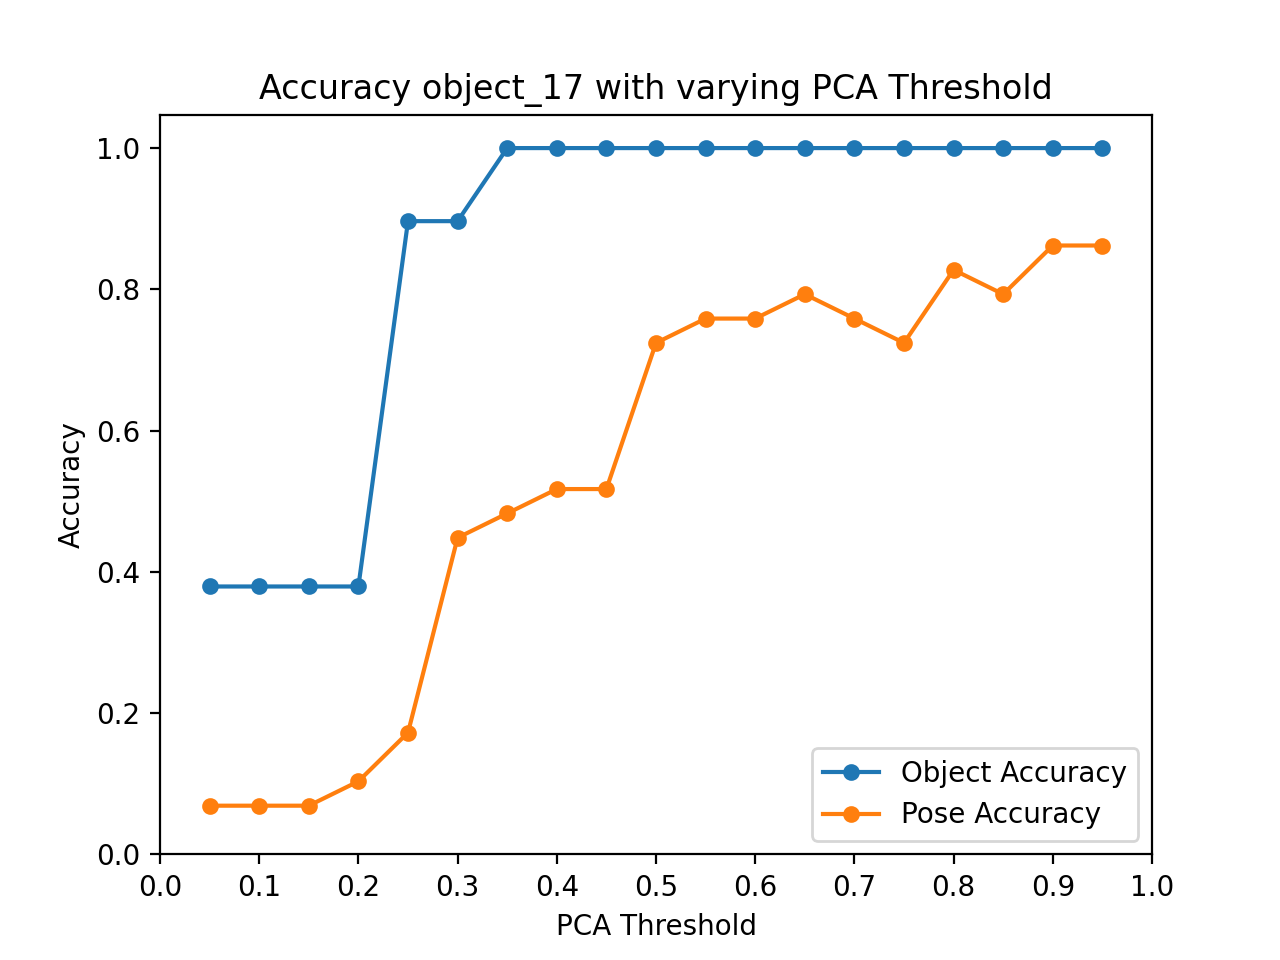 Accuracy object_17 with varying PCA Threshold
Accuracy
1.0
0.8
0.6
0.4
0.2
0.0
0.0 0.1 0.2 0.3 0.4 0.5 0.6 0.7 0.8 0.9 1.0
PCA Threshold
Object Accuracy
Pose Accuracy